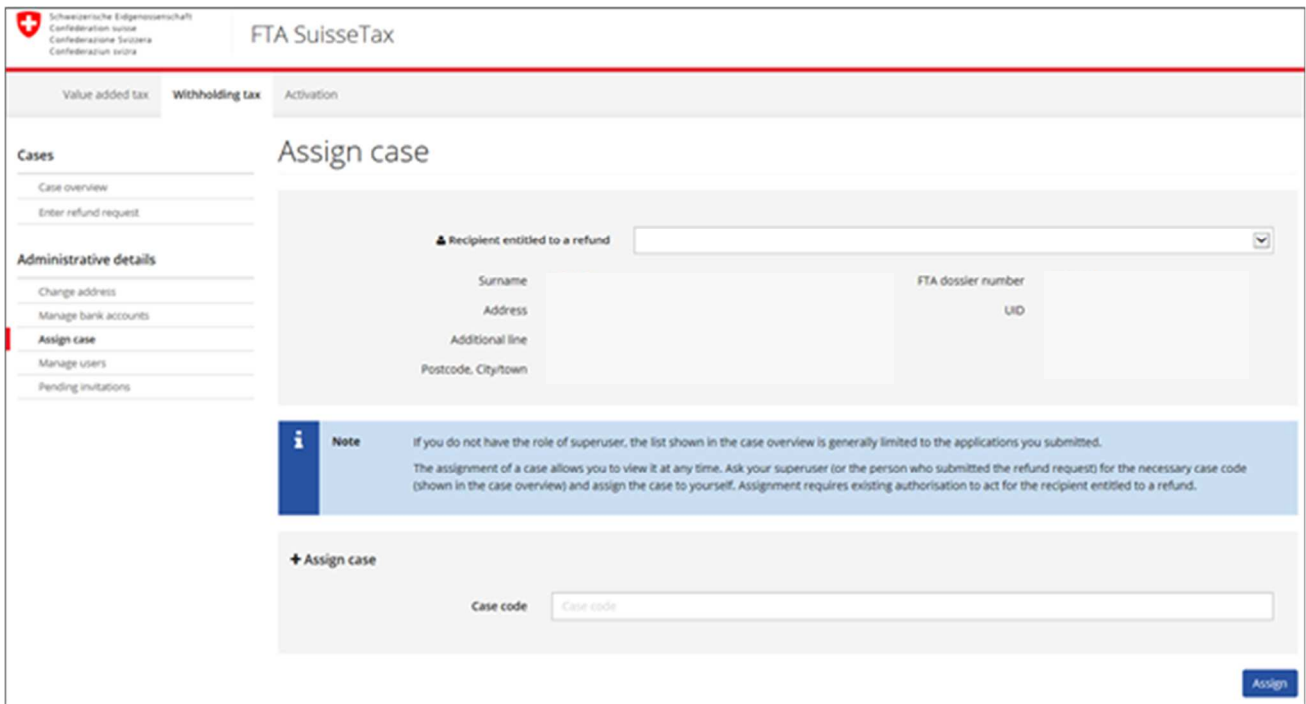 Schweizerische Eidgenossenschaft
Confédération suisse
Confederazione Svizzera
Confederaziun svizra
FTA SuisseTax
Value added tax
Withholding tax
Activation
Cases
Case overview
Enter refund request
Administrative details
Change address
Manage bank accounts
Assign case
Manage users
Pending invitations
Assign case
Recipient entitled to a refund
Surname
FTA dossier number
Address
UID
Additional line
Postcode, City/town
Note
If you do not have the role of superuser, the list shown in the case overview is generally limited to the applications you submitted.
The assignment of a case allows you to view it at any time. Ask your superuser (or the person who submitted the refund request) for the necessary case code
(shown in the case overview) and assign the case to yourself. Assignment requires existing authorisation to act for the recipient entitled to a refund.
Assign case
Case code
Case code
Assign